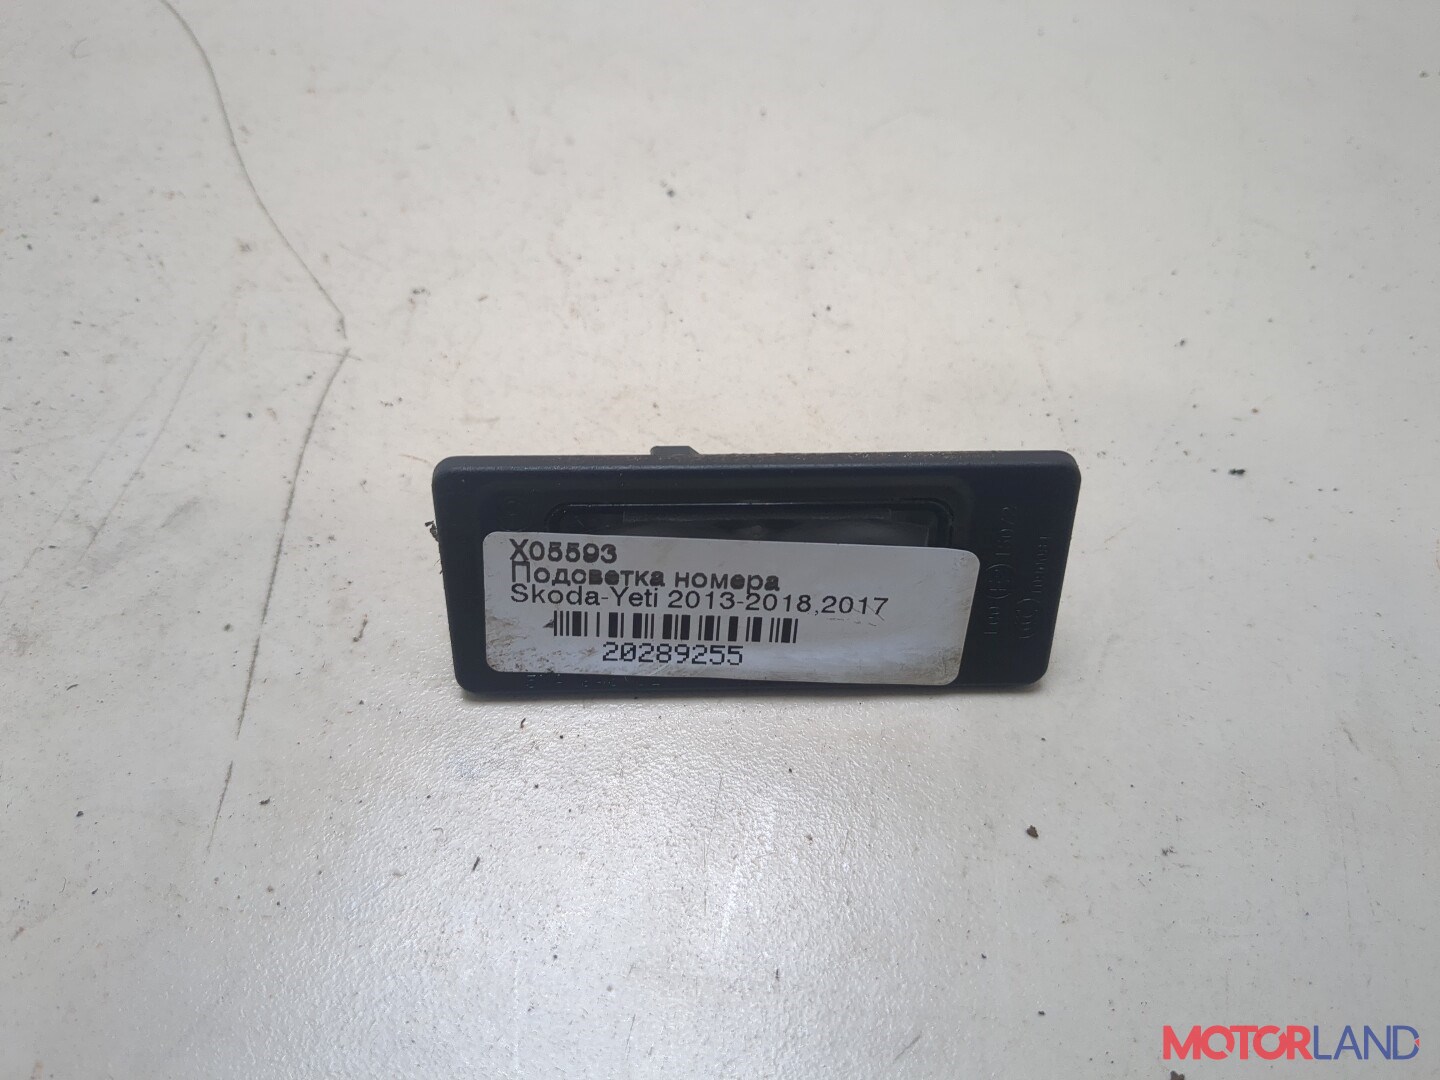 X05593
Подсветка номера
Skoda-Yeti 2013-2018,2017
20289255
MOTORLAND